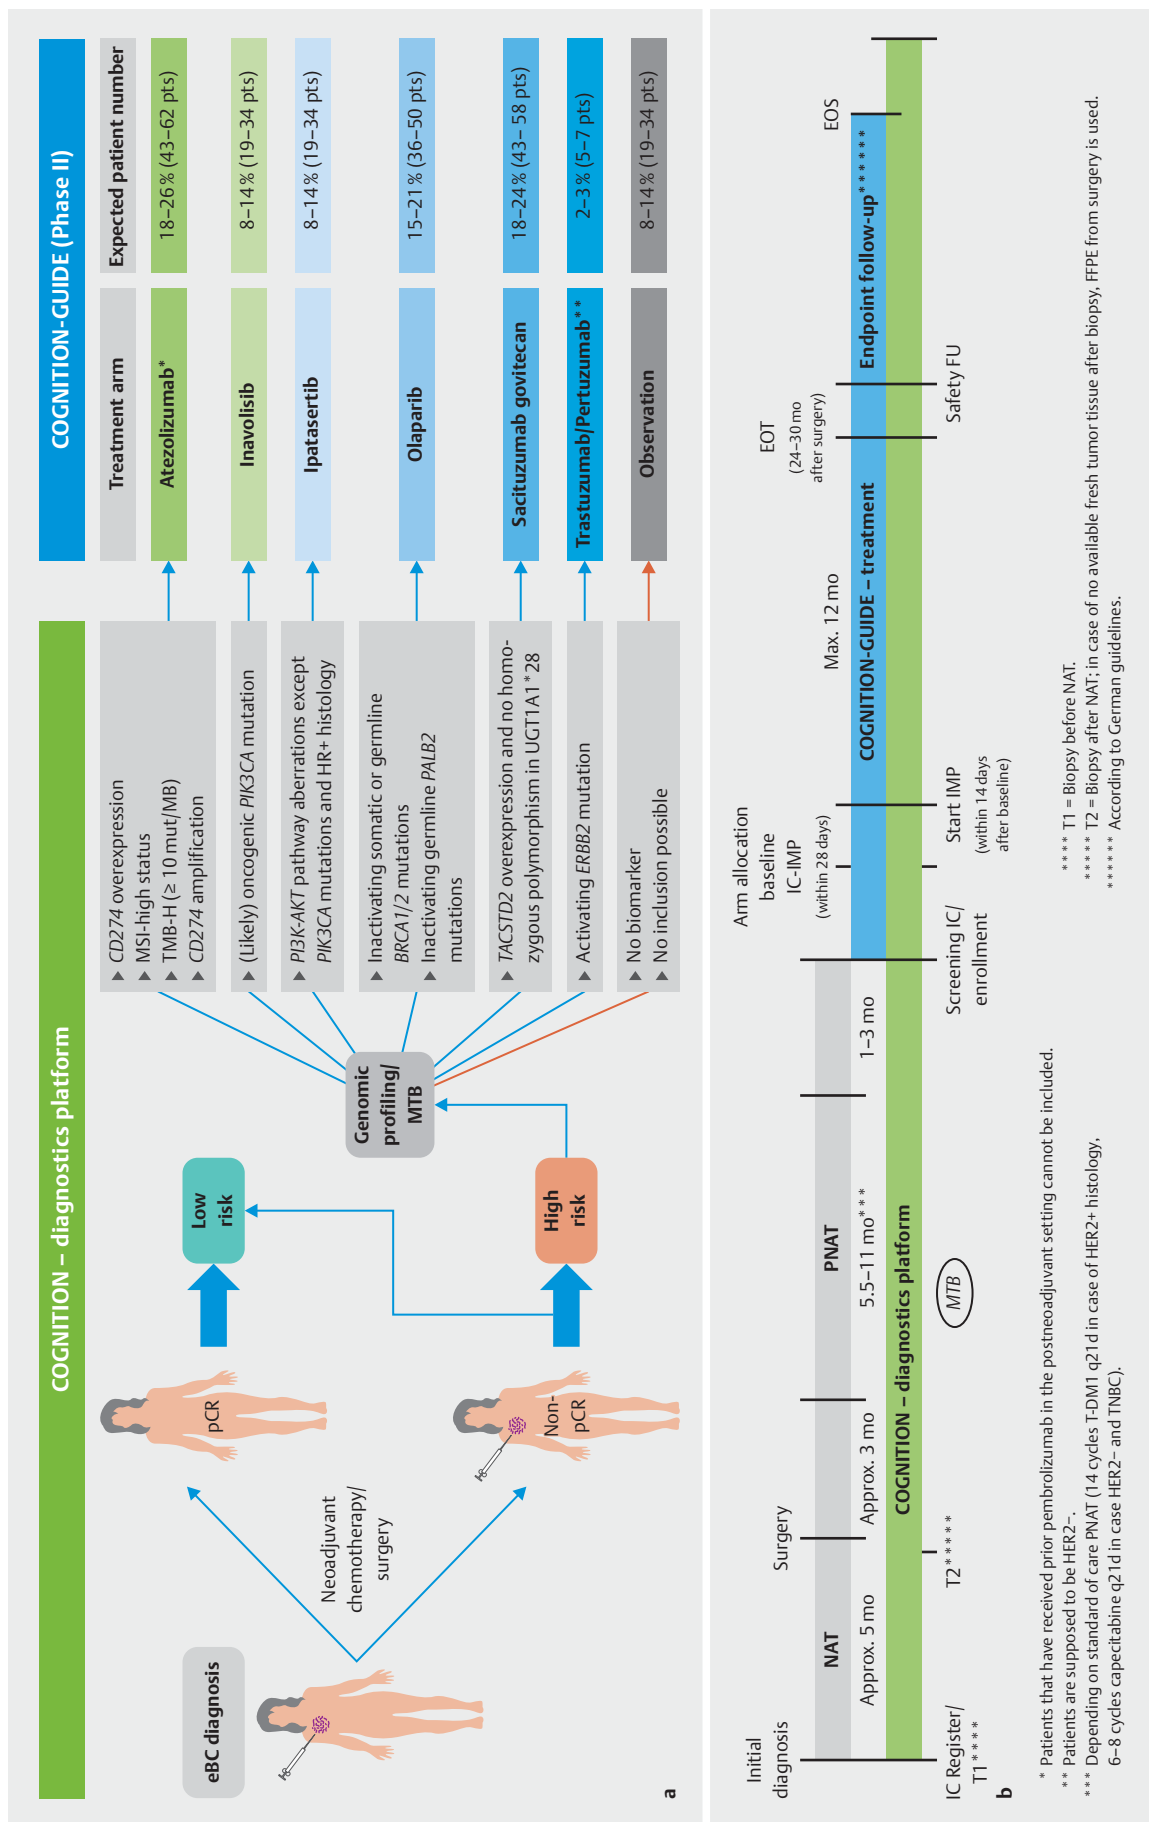 COGNITION – diagnostics platform
COGNITION-GUIDE (Phase II)
Treatment arm
Expected patient number
eBC diagnosis
Neoadjuvant
chemotherapy/
surgery
pCR
Non-
pCR
Low
risk
High
risk
Genomic
profiling/
MTB
▶ CD274 overexpression
▶ MSI-high status
▶ TMB-H (≥ 10 mut/MB)
▶ CD274 amplification
Atezolizumab*
18–26% (43–62 pts)
▶ (Likely) oncogenic PIK3CA mutation
Inavolisib
8–14% (19–34 pts)
▶ PI3K-AKT pathway aberrations except
PIK3CA mutations and HR+ histology
Ipatasertib
8–14% (19–34 pts)
▶ Inactivating somatic or germline
BRCA1/2 mutations
▶ Inactivating germline PALB2
mutations
Olaparib
15–21% (36–50 pts)
▶ TACSTD2 overexpression and no homo-
zygous polymorphism in UGT1A1*28
Sacituzumab govitecan
18–24% (43– 58 pts)
▶ Activating ERBB2 mutation
Trastuzumab/Pertuzumab**
2–3% (5–7 pts)
▶ No biomarker
▶ No inclusion possible
Observation
8–14% (19–34 pts)
a
Initial
diagnosis
Surgery
Arm allocation
baseline
IC-IMP
(within 28 days)
EOT
(24–30 mo
after surgery)
EOS
NAT
PNAT
Max. 12 mo
Approx. 5 mo
Approx. 3 mo
5.5–11 mo***
1–3 mo
COGNITION-GUIDE – treatment
Endpoint follow-up******
COGNITION – diagnostics platform
IC Register/
T1****
T2*****
MTB
Screening IC/
enrollment
Start IMP
(within 14 days
after baseline)
Safety FU
b
* Patients that have received prior pembrolizumab in the postneoadjuvant setting cannot be included.
** Patients are supposed to be HER2–.
*** Depending on standard of care PNAT (14 cycles T-DM1 q21d in case of HER2+ histology,
6–8 cycles capecitabine q21d in case HER2– and TNBC).
**** T1 = Biopsy before NAT.
***** T2 = Biopsy after NAT; in case of no available fresh tumor tissue after biopsy, FFPE from surgery is used.
****** According to German guidelines.